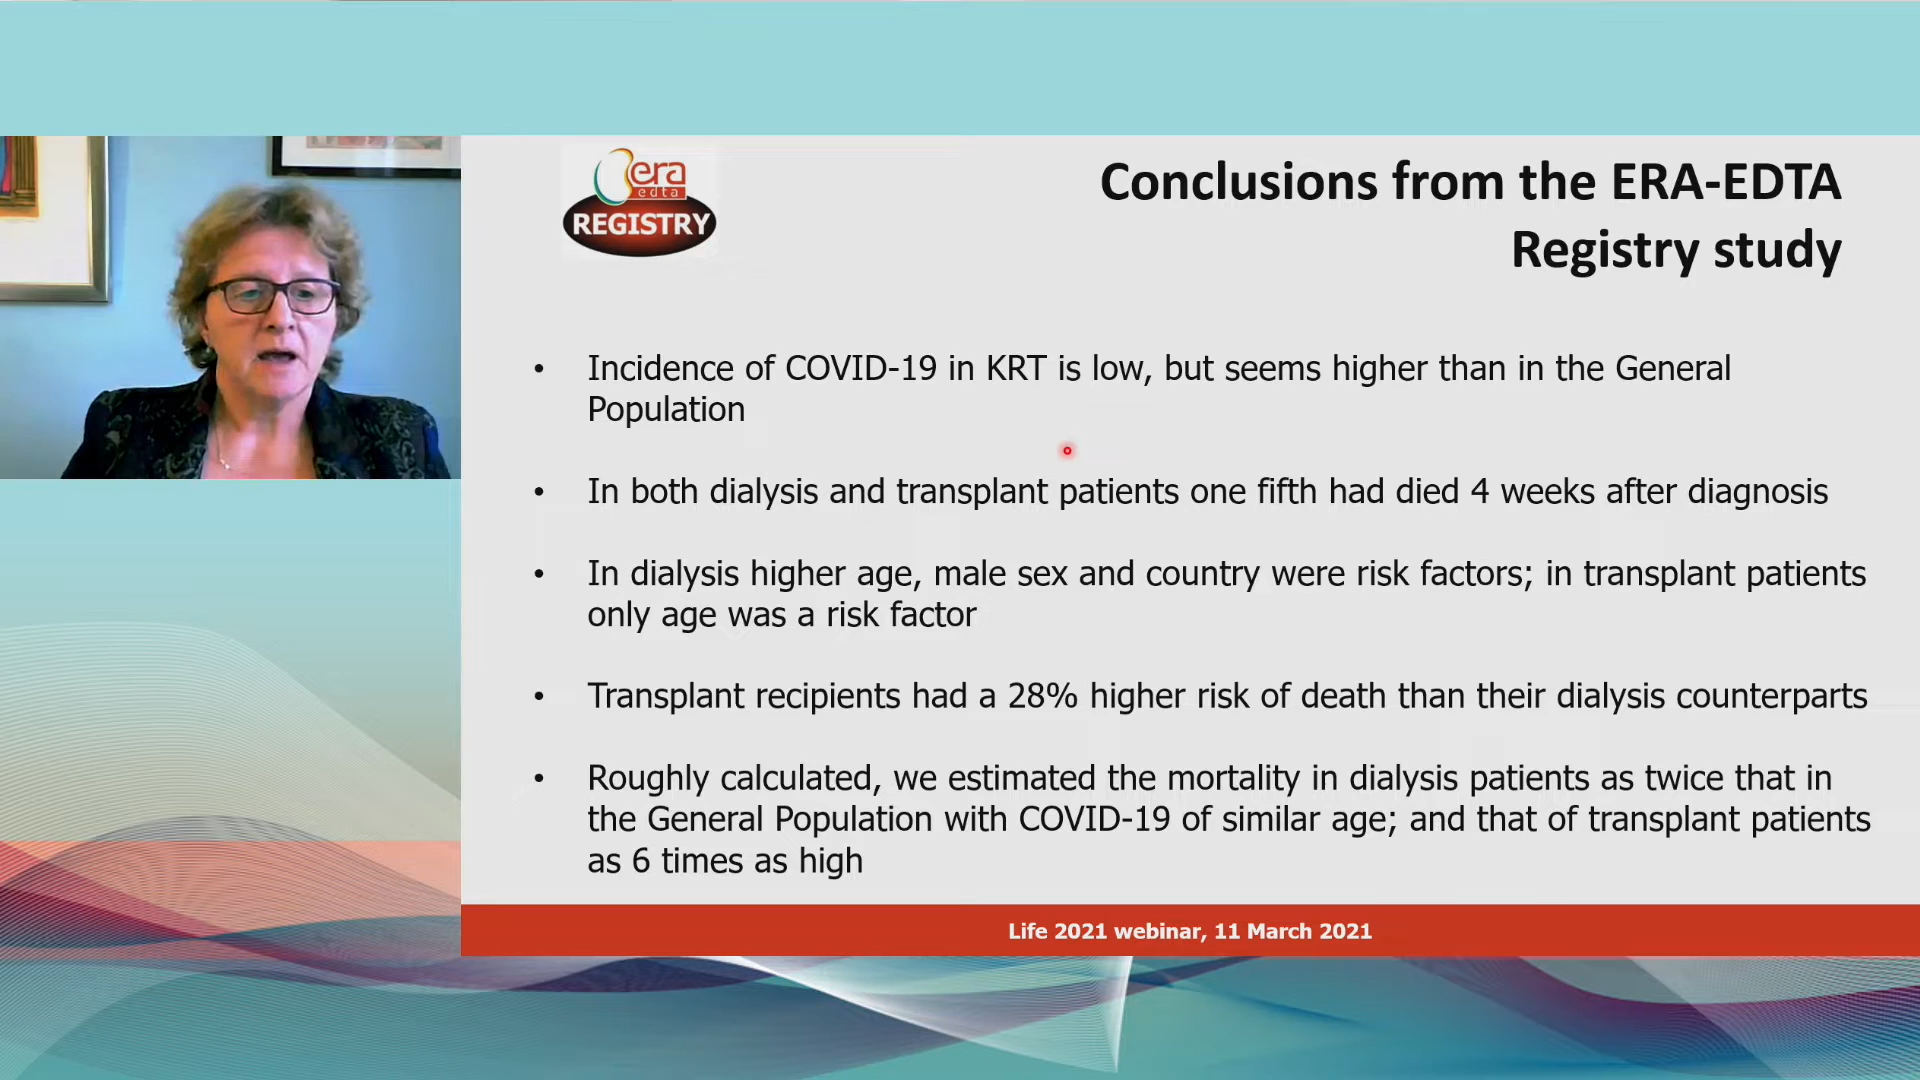 era
edta
REGISTRY
Conclusions from the ERA-EDTA
Registry study
• Incidence of COVID-19 in KRT is low, but seems higher than in the General
Population
• In both dialysis and transplant patients one fifth had died 4 weeks after diagnosis
• In dialysis higher age, male sex and country were risk factors; in transplant patients
only age was a risk factor
• Transplant recipients had a 28% higher risk of death than their dialysis counterparts
• Roughly calculated, we estimated the mortality in dialysis patients as twice that in
the General Population with COVID-19 of similar age; and that of transplant patients
as 6 times as high
Life 2021 webinar, 11 March 2021